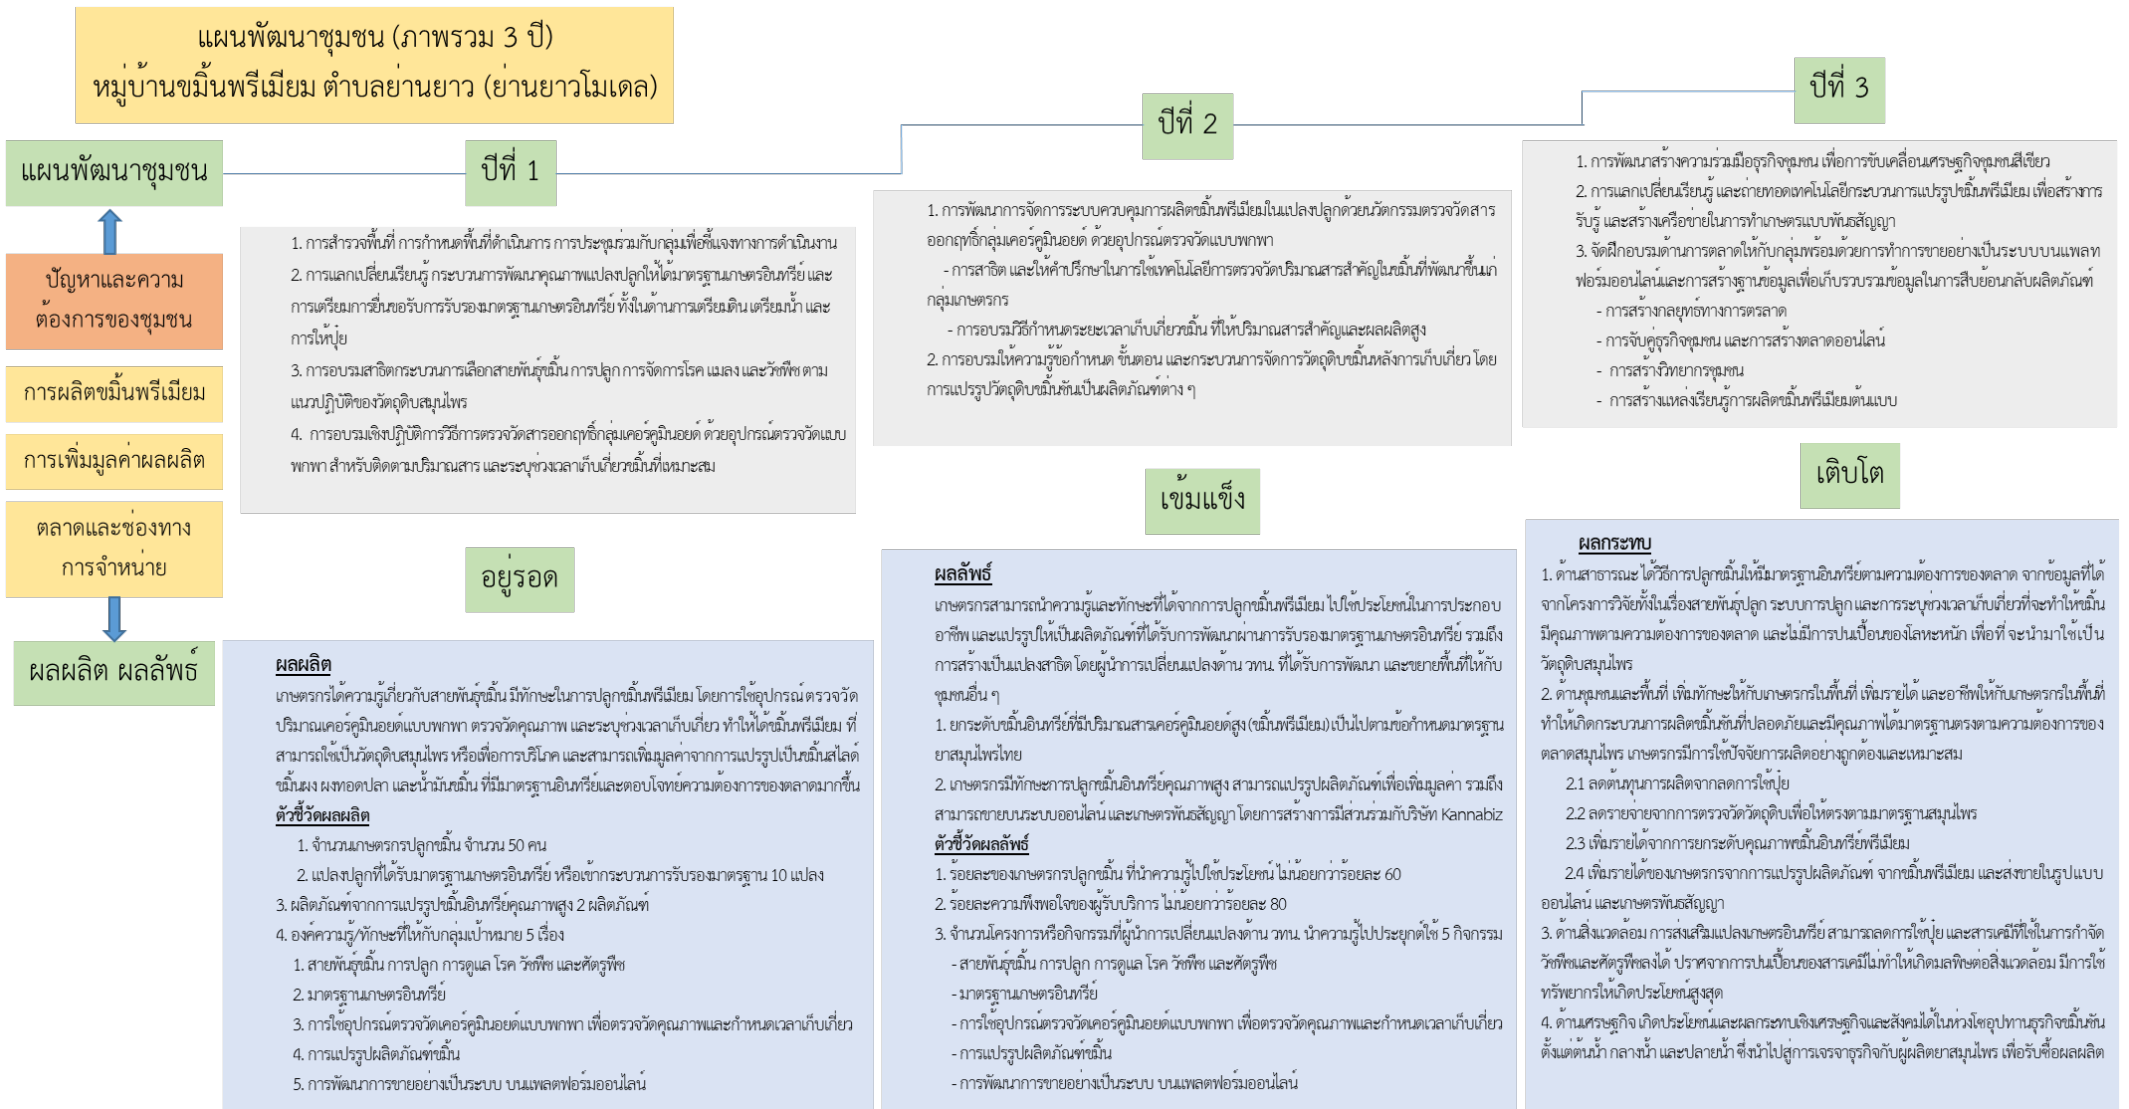 แผนพัฒนาชุมชน (ภาพรวม 3 ปี)
หมู่บ้านขมิ้นพรีเมียม ตำบลย่านยาว (ย่านยาวโมเดล)
แผนพัฒนาชุมชน
ปัญหาและความ
ต้องการของชุมชน
การผลิตขมิ้นพรีเมียม
การเพิ่มมูลค่าผลผลิต
ตลาดและช่องทาง
การจำหน่าย
ผลผลิต ผลลัพธ์
ปีที่ 1
1. การสำรวจพื้นที่ การกำหนดพื้นที่ดำเนินการ การประชุมร่วมกับกลุ่มเพื่อชี้แจงทางการดำเนินงาน
2. การแลกเปลี่ยนเรียนรู้ กระบวนการพัฒนาคุณภาพแปลงปลูกให้ได้มาตรฐานเกษตรอินทรีย์ และ
การเตรียมการยื่นขอรับการรับรองมาตรฐานเกษตรอินทรีย์ ทั้งในด้านการเตรียมดิน เตรียมน้ำ และ
การให้ปุ๋ย
3. การอบรมสาธิตกระบวนการเลือกสายพันธุ์ขมิ้น การปลูก การจัดการโรค แมลง และวัชพืช ตาม
แนวปฏิบัติของวัตถุดิบสมุนไพร
4. การอบรมเชิงปฏิบัติการวิธีการตรวจวัดสารออกฤทธิ์กลุ่มเคอร์คูมินอยด์ ด้วยอุปกรณ์ตรวจวัดแบบ
พกพา สำหรับติดตามปริมาณสาร และระบุช่วงเวลาเก็บเกี่ยวขมิ้นที่เหมาะสม
อยู่รอด
ผลผลิต
เกษตรกรได้ความรู้เกี่ยวกับสายพันธุ์ขมิ้น มีทักษะในการปลูกขมิ้นพรีเมียม โดยการใช้อุปกรณ์ ตรวจวัด
ปริมาณเคอร์คูมินอยด์แบบพกพา ตรวจวัดคุณภาพ และระบุช่วงเวลาเก็บเกี่ยว ทำให้ได้ขมิ้นพรีเมียม ที่
สามารถใช้เป็นวัตถุดิบสมุนไพร หรือเพื่อการบริโภค และสามารถเพิ่มมูลค่าจากการแปรรูปเป็นขมิ้นสไลด์
ขมิ้นผง ผงทอดปลา และน้ำมันขมิ้น ที่มีมาตรฐานอินทรีย์และตอบโจทย์ความต้องการของตลาดมากขึ้น
ตัวชี้วัดผลผลิต
1. จำนวนเกษตรกรปลูกขมิ้น จำนวน 50 คน
2. แปลงปลูกที่ได้รับมาตรฐานเกษตรอินทรีย์ หรือเข้ากระบวนการรับรองมาตรฐาน 10 แปลง
3. ผลิตภัณฑ์จากการแปรรูปขมิ้นอินทรีย์คุณภาพสูง 2 ผลิตภัณฑ์
4. องค์ความรู้/ทักษะที่ให้กับกลุ่มเป้าหมาย 5 เรื่อง
1. สายพันธุ์ขมิ้น การปลูก การดูแล โรค วัชพืช และศัตรูพืช
2. มาตรฐานเกษตรอินทรีย์
3. การใช้อุปกรณ์ตรวจวัดเคอร์คูมินอยด์แบบพกพา เพื่อตรวจวัดคุณภาพและกำหนดเวลาเก็บเกี่ยว
4. การแปรรูปผลิตภัณฑ์ขมิ้น
5. การพัฒนาการขายอย่างเป็นระบบ บนแพลตฟอร์มออนไลน์
ปีที่ 2
1. การพัฒนาการจัดการระบบควบคุมการผลิตขมิ้นพรีเมียมในแปลงปลูกด้วยนวัตกรรมตรวจวัดสาร
ออกฤทธิ์กลุ่มเคอร์คูมินอยด์ ด้วยอุปกรณ์ตรวจวัดแบบพกพา
- การสาธิต และให้คำปรึกษาในการใช้เทคโนโลยีการตรวจวัดปริมาณสารสำคัญในขมิ้นที่พัฒนาขึ้นแก่
กลุ่มเกษตรกร
- การอบรมวิธีกำหนดระยะเวลาเก็บเกี่ยวขมิ้น ที่ให้ปริมาณสารสำคัญและผลผลิตสูง
2. การอบรมให้ความรู้ข้อกำหนด ขั้นตอน และกระบวนการจัดการวัตถุดิบขมิ้นหลังการเก็บเกี่ยว โดย
การแปรรูปวัตถุดิบขมิ้นชันเป็นผลิตภัณฑ์ต่าง ๆ
เข้มแข็ง
ผลลัพธ์
เกษตรกรสามารถนำความรู้และทักษะที่ได้จากการปลูกขมิ้นพรีเมียม ไปใช้ประโยชน์ในการประกอบ
อาชีพ และแปรรูปให้เป็นผลิตภัณฑ์ที่ได้รับการพัฒนาผ่านการรับรองมาตรฐานเกษตรอินทรีย์ รวมถึง
การสร้างเป็นแปลงสาธิต โดยผู้นำการเปลี่ยนแปลงด้าน วทน. ที่ได้รับการพัฒนา และขยายพื้นที่ให้กับ
ชุมชนอื่น ๆ
1. ยกระดับขมิ้นอินทรีย์ที่มีปริมาณสารเคอร์คูมินอยด์สูง (ขมิ้นพรีเมียม) เป็นไปตามข้อกำหนดมาตรฐาน
ยาสมุนไพรไทย
2. เกษตรกรมีทักษะการปลูกขมิ้นอินทรีย์คุณภาพสูง สามารถแปรรูปผลิตภัณฑ์เพื่อเพิ่มมูลค่า รวมถึง
สามารถขายบนระบบออนไลน์ และเกษตรพันธสัญญา โดยการสร้างการมีส่วนร่วมกับบริษัท Kannabiz
ตัวชี้วัดผลลัพธ์
1. ร้อยละของเกษตรกรปลูกขมิ้น ที่นำความรู้ไปใช้ประโยชน์ ไม่น้อยกว่าร้อยละ 60
2. ร้อยละความพึงพอใจของผู้รับบริการ ไม่น้อยกว่าร้อยละ 80
3. จำนวนโครงการหรือกิจกรรมที่ผู้นำการเปลี่ยนแปลงด้าน วทน. นำความรู้ไปประยุกต์ใช้ 5 กิจกรรม
- สายพันธุ์ขมิ้น การปลูก การดูแล โรค วัชพืช และศัตรูพืช
- มาตรฐานเกษตรอินทรีย์
- การใช้อุปกรณ์ตรวจวัดเคอร์คูมินอยด์แบบพกพา เพื่อตรวจวัดคุณภาพและกำหนดเวลาเก็บเกี่ยว
- การแปรรูปผลิตภัณฑ์ขมิ้น
- การพัฒนาการขายอย่างเป็นระบบ บนแพลตฟอร์มออนไลน์
ปีที่ 3
1. การพัฒนาสร้างความร่วมมือธุรกิจชุมชน เพื่อการขับเคลื่อนเศรษฐกิจชุมชนสีเขียว
2. การแลกเปลี่ยนเรียนรู้ และถ่ายทอดเทคโนโลยีกระบวนการแปรรูปขมิ้นพรีเมียม เพื่อสร้างการ
รับรู้ และสร้างเครือข่ายในการทำเกษตรแบบพันธสัญญา
3. จัดฝึกอบรมด้านการตลาดให้กับกลุ่มพร้อมด้วยการทำการขายอย่างเป็นระบบบนแพลท
ฟอร์มออนไลน์และการสร้างฐานข้อมูลเพื่อเก็บรวบรวมข้อมูลในการสืบย้อนกลับผลิตภัณฑ์
- การสร้างกลยุทธ์ทางการตรลาด
- การจับคู่ธุรกิจชุมชน และการสร้างตลาดออนไลน์
- การสร้างวิทยากรชุมชน
- การสร้างแหล่งเรียนรู้การผลิตขมิ้นพรีเมียมต้นแบบ
เติบโต
ผลกระทบ
1. ด้านสาธารณะ ได้วิธีการปลูกขมิ้นให้มีมาตรฐานอินทรีย์ตามความต้องการของตลาด จากข้อมูลที่ได้
จากโครงการวิจัยทั้งในเรื่องสายพันธุ์ปลูก ระบบการปลูก และการระบุช่วงเวลาเก็บเกี่ยวที่จะทำให้ขมิ้น
มีคุณภาพตามความต้องการของตลาด และไม่มีการปนเปื้อนของโลหะหนัก เพื่อที่ จะนำมาใช้เป็น
วัตถุดิบสมุนไพร
2. ด้านชุมชนและพื้นที่ เพิ่มทักษะให้กับเกษตรกรในพื้นที่ เพิ่มรายได้ และอาชีพให้กับเกษตรกรในพื้นที่
ทำให้เกิดกระบวนการผลิตขมิ้นชันที่ปลอดภัยและมีคุณภาพได้มาตรฐานตรงตามความต้องการของ
ตลาดสมุนไพร เกษตรกรมีการใช้ปัจจัยการผลิตอย่างถูกต้องและเหมาะสม
2.1 ลดต้นทุนการผลิตจากลดการใช้ปุ๋ย
2.2 ลดรายจ่ายจากการตรวจวัดวัตถุดิบเพื่อให้ตรงตามมาตรฐานสมุนไพร
2.3 เพิ่มรายได้จากการยกระดับคุณภาพขมิ้นอินทรีย์พรีเมียม
2.4 เพิ่มรายได้ของเกษตรกรจากการแปรรูปผลิตภัณฑ์ จากขมิ้นพรีเมียม และส่งขายในรูปแบบ
ออนไลน์ และเกษตรพันธสัญญา
3. ด้านสิ่งแวดล้อม การส่งเสริมแปลงเกษตรอินทรีย์ สามารถลดการใช้ปุ๋ย และสารเคมีที่ใช้ในการกำจัด
วัชพืชและศัตรูพืชลงได้ ปราศจากการปนเปื้อนของสารเคมีไม่ทำให้เกิดมลพิษต่อสิ่งแวดล้อม มีการใช้
ทรัพยากรให้เกิดประโยชน์สูงสุด
4. ด้านเศรษฐกิจ เกิดประโยชน์และผลกระทบเชิงเศรษฐกิจและสังคมได้ในห่วงโซ่อุปทานธุรกิจขมิ้นชัน
ตั้งแต่ต้นน้ำ กลางน้ำ และปลายน้ำ ซึ่งนำไปสู่การเจรจาธุรกิจกับผู้ผลิตยาสมุนไพร เพื่อรับซื้อผลผลิต